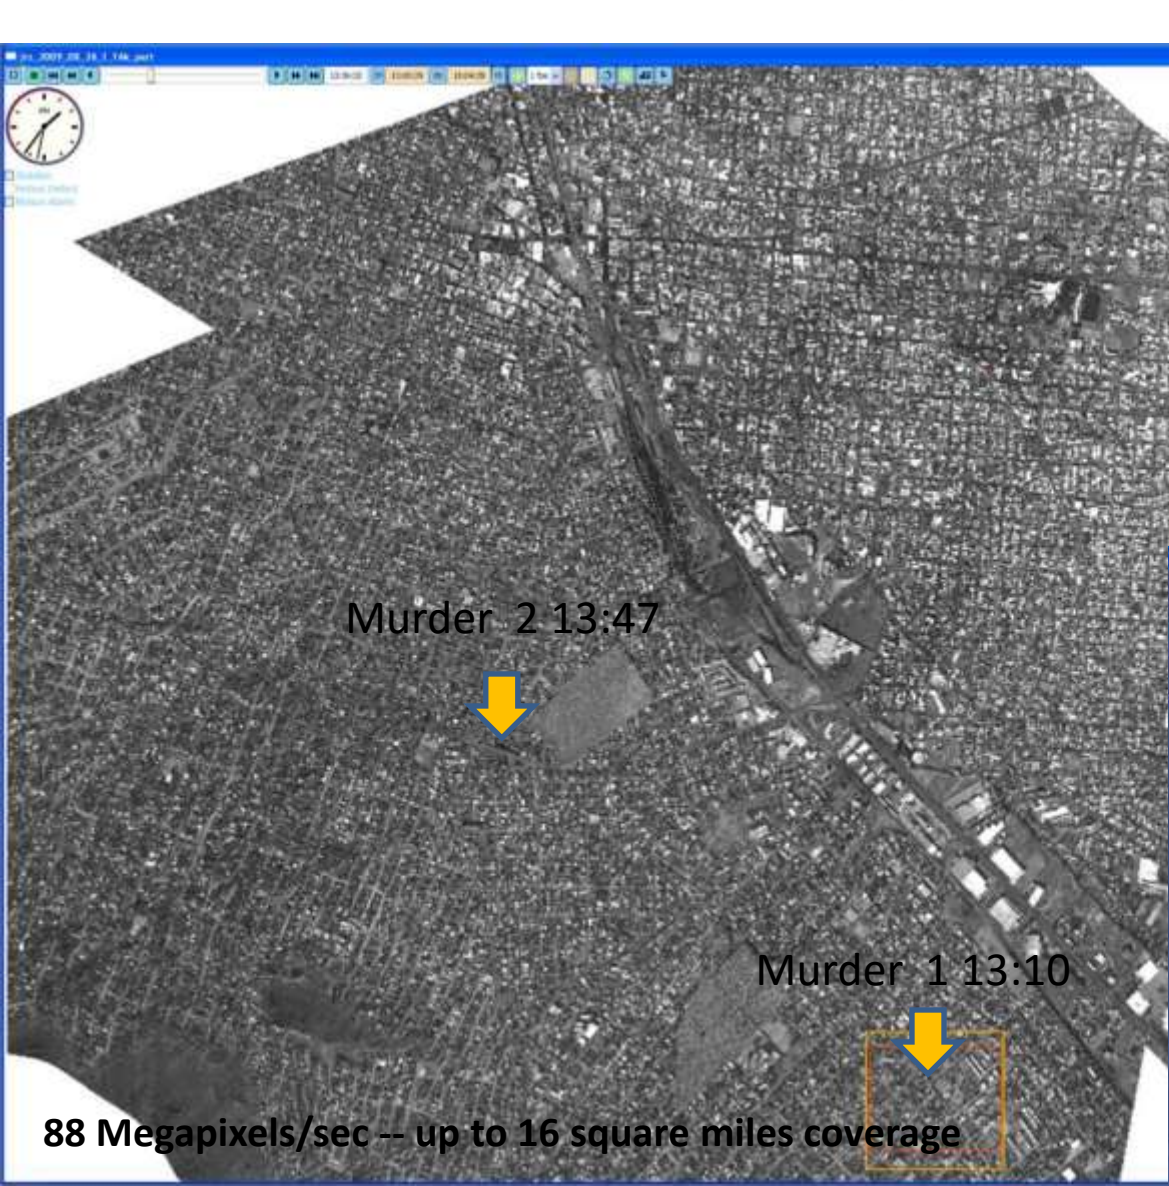 Murder 2 13:47
Murder 1 13:10
88 Megapixels/sec -- up to 16 square miles coverage